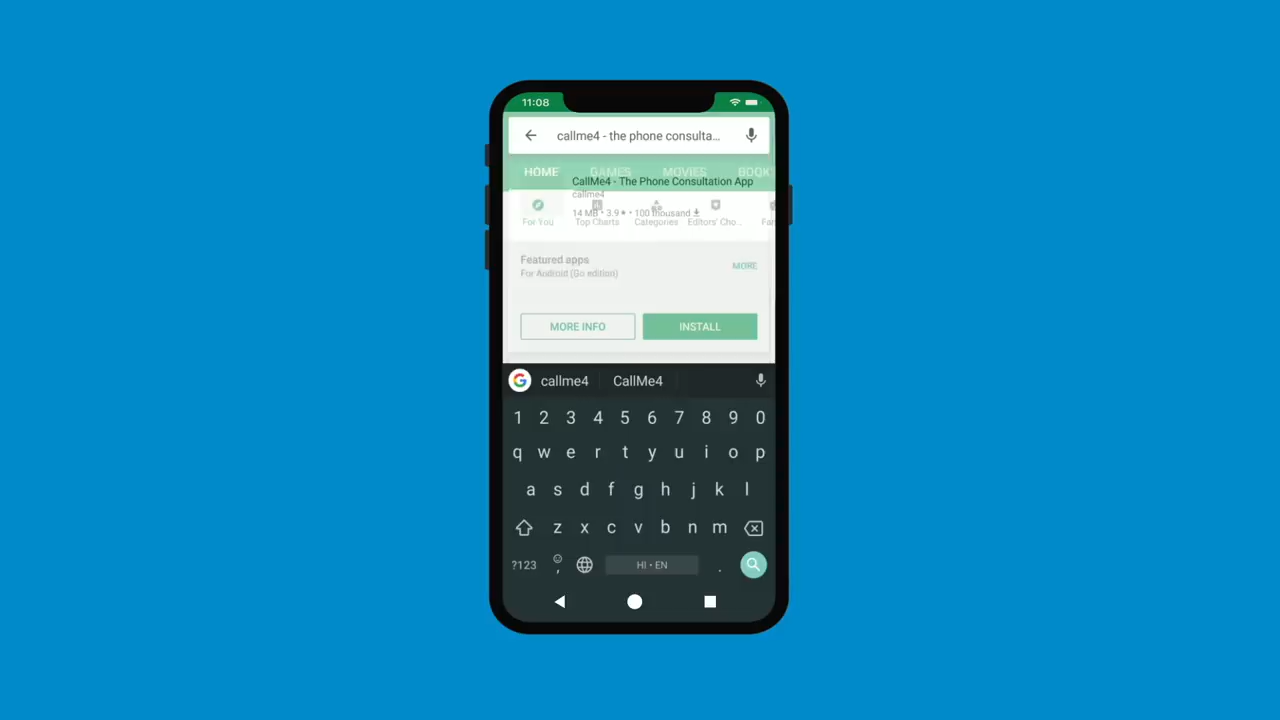 11:08
callme4 - the phone consulta...
HOME GAMES MOVIES BOOK
CallMe4 - The Phone Consultation App
callme4
14 MB • 3.9 ★ • 100 thousand
For You Top Charts Categories Editors' Cho...
Featured apps
For Android (Go edition)
MORE
MORE INFO INSTALL
callme4 CallMe4
1 2 3 4 5 6 7 8 9 0
q w e r t y u i o p
a s d f g h j k l
z x c v b n m
?123 , HI • EN .